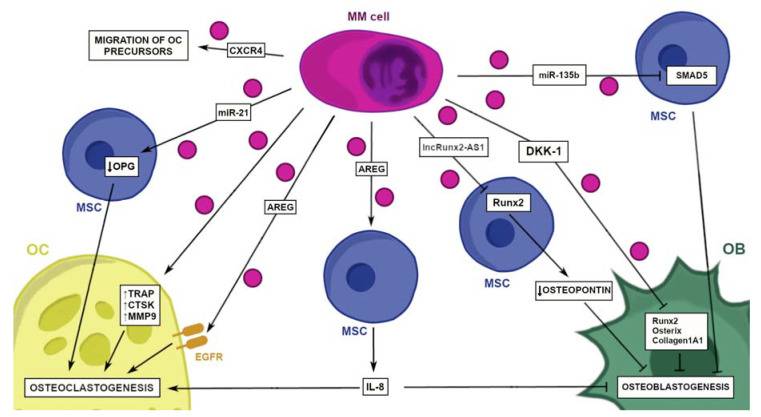 MM cell
MIGRATION OF OC
PRECURSORS
CXCR4
miR-135b
SMAD5
MSC
miR-21
↓OPG
MSC
AREG
AREG
lncRunx2-AS1
DKK-1
Runx2
MSC
OC
OB
↑TRAP
↑CTSK
↑MMP9
EGFR
MSC
↓OSTEOPONTIN
Runx2
Osterix
Collagen1A1
OSTEOCLASTOGENESIS
IL-8
OSTEOBLASTOGENESIS